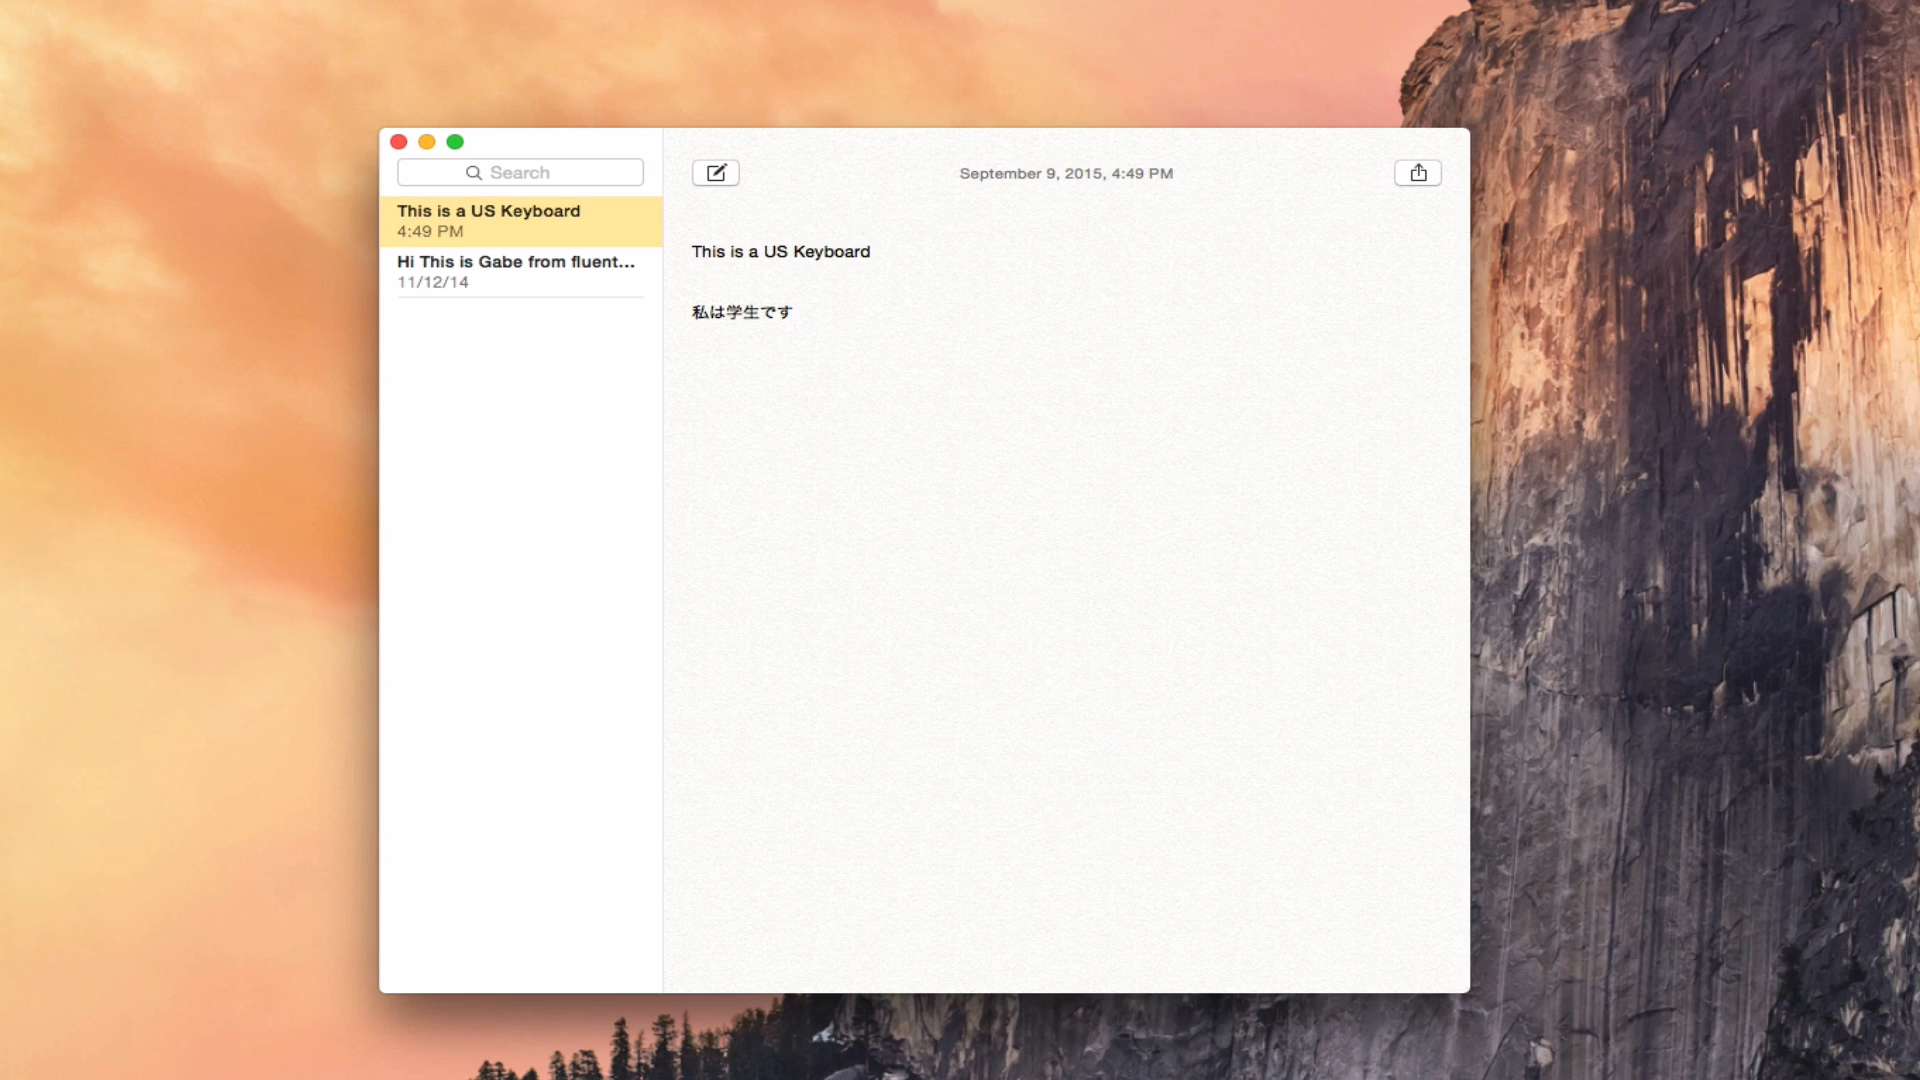 Search
This is a US Keyboard
4:49 PM
Hi This is Gabe from fluent...
11/12/14
September 9, 2015, 4:49 PM
This is a US Keyboard
私は学生です